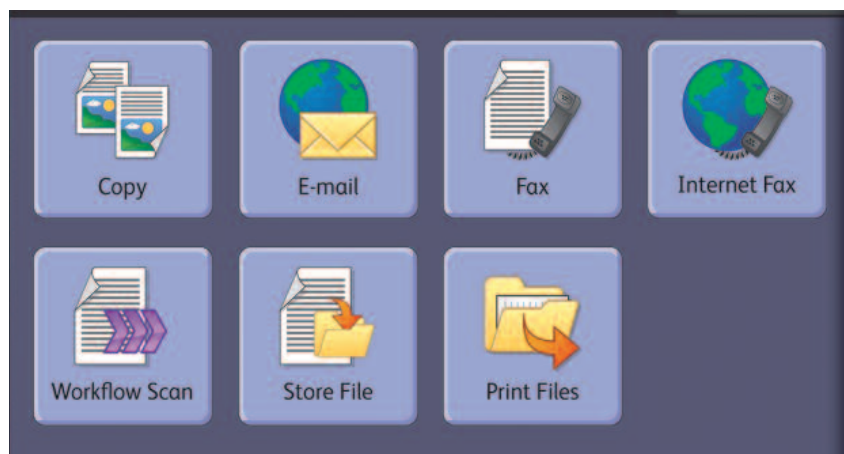 Copy
E-mail
Fax
Internet Fax
Workflow Scan
Store File
Print Files